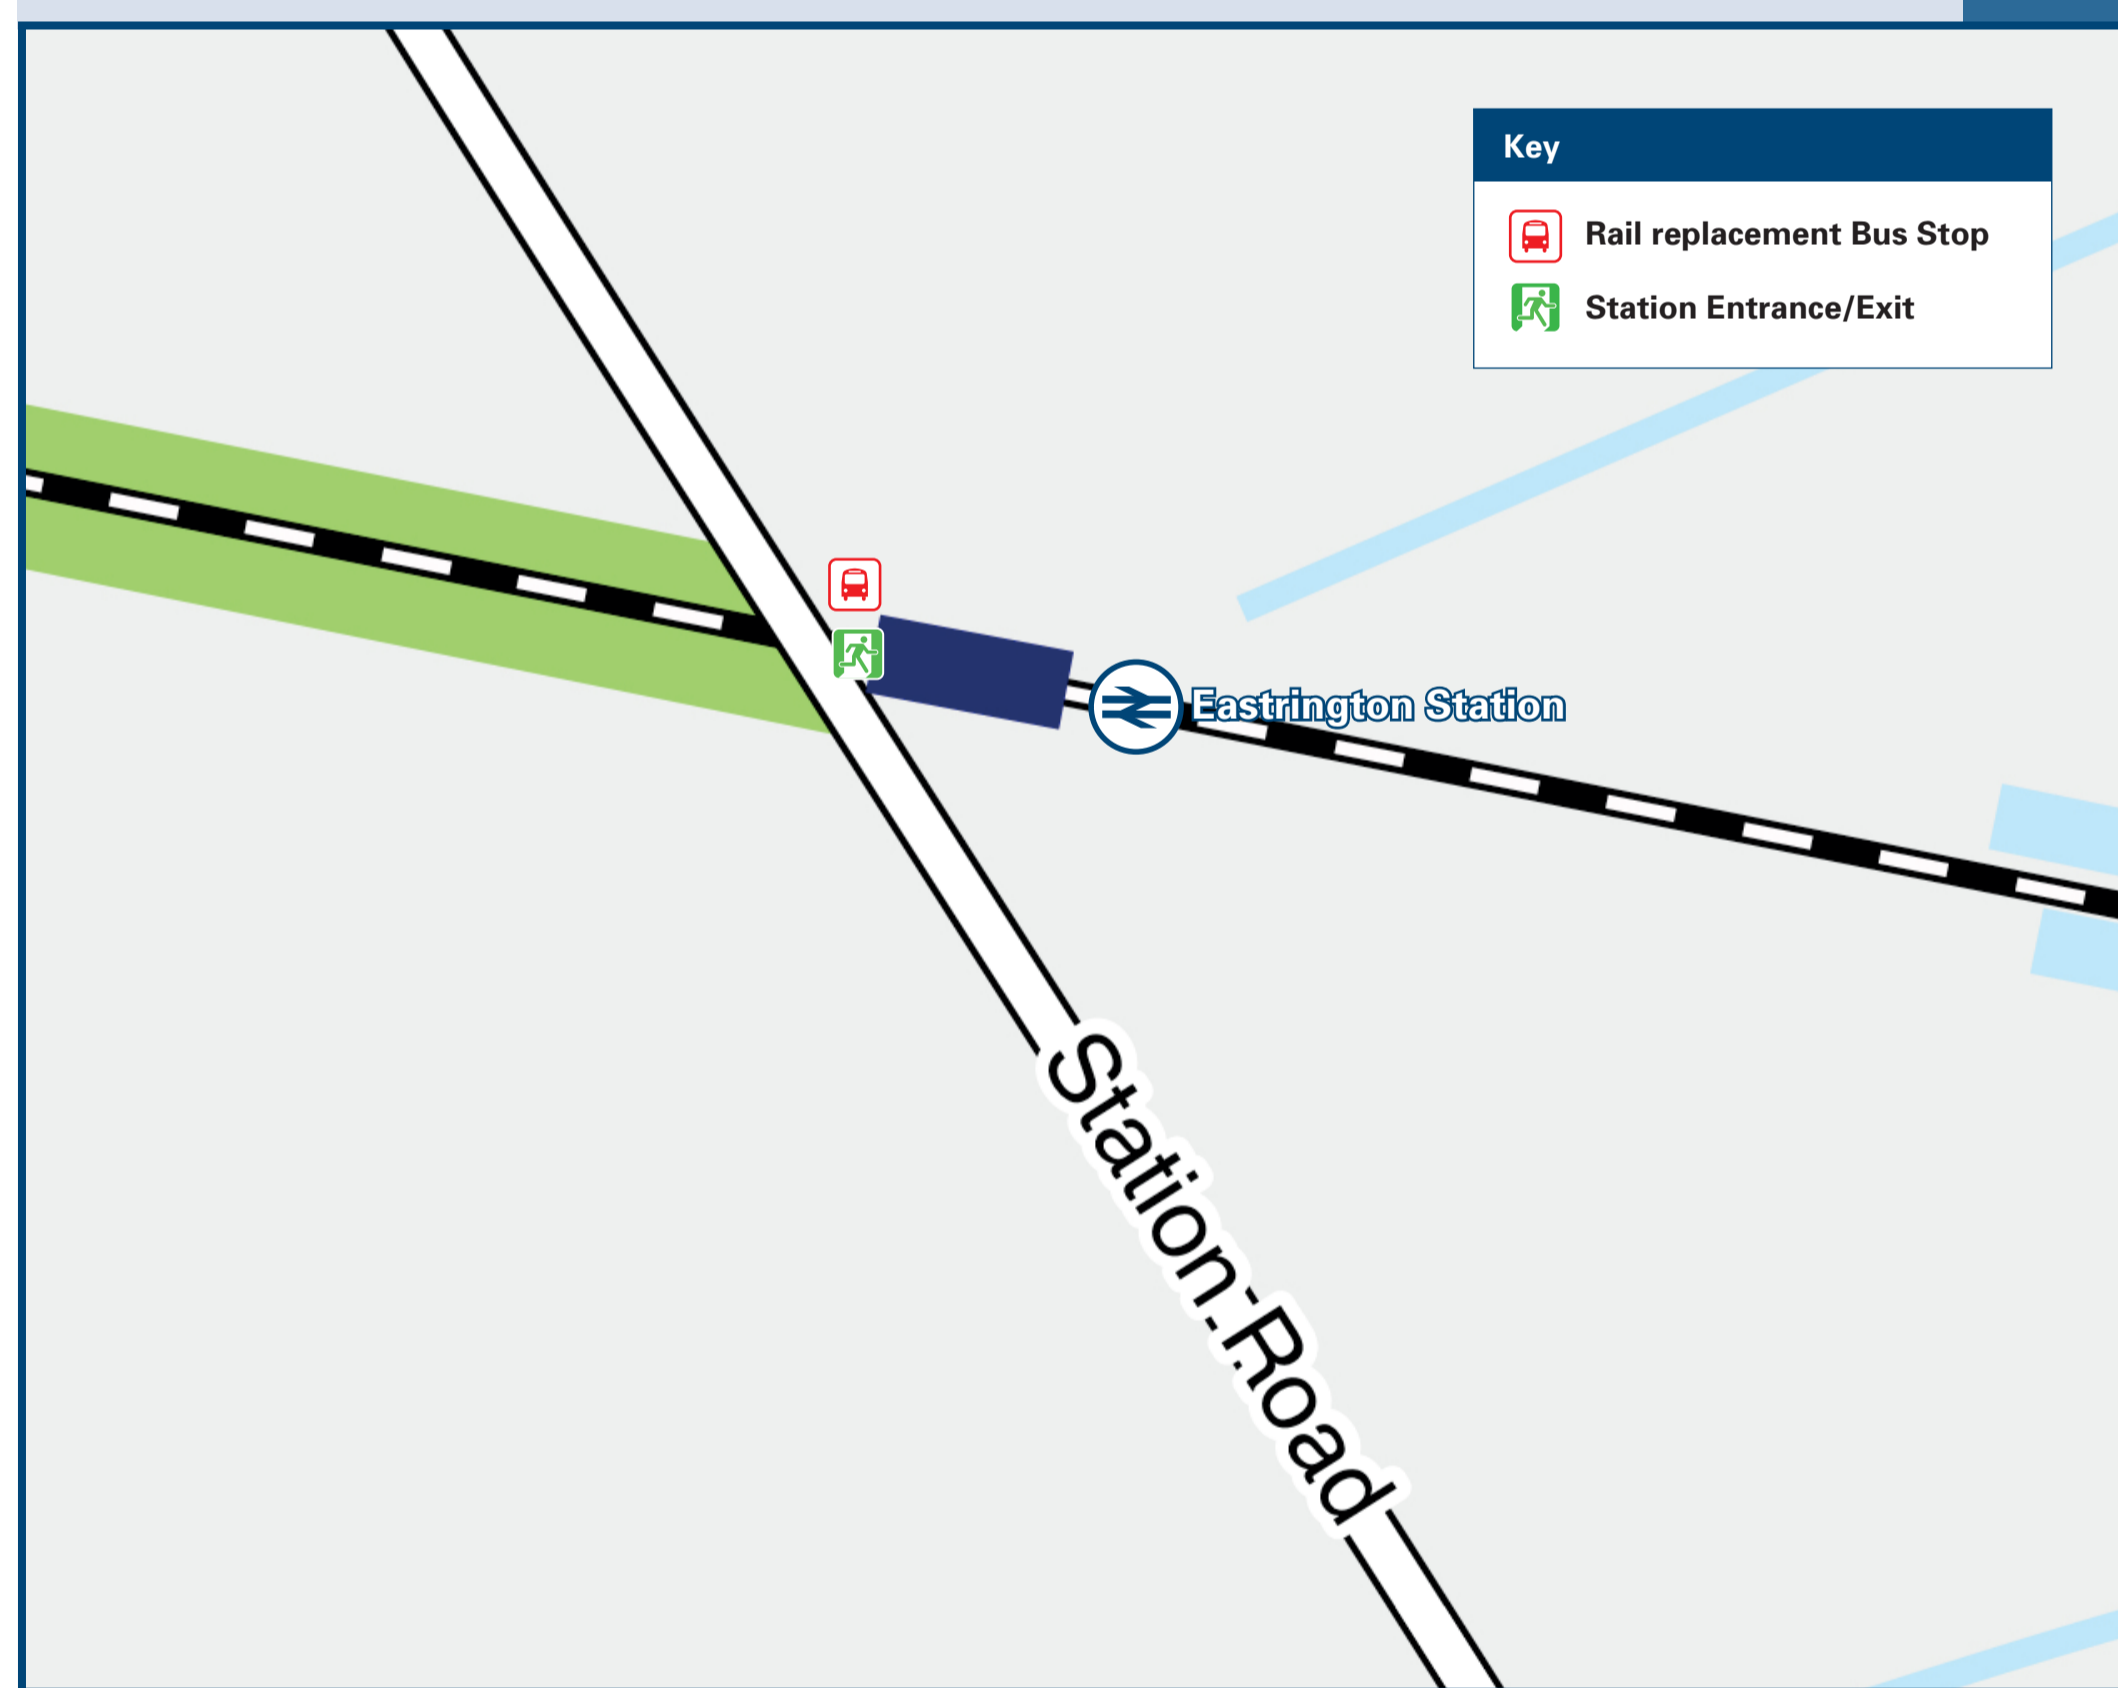 Key
Rail replacement Bus Stop
Station Entrance/Exit
Eastrington Station
Station Road